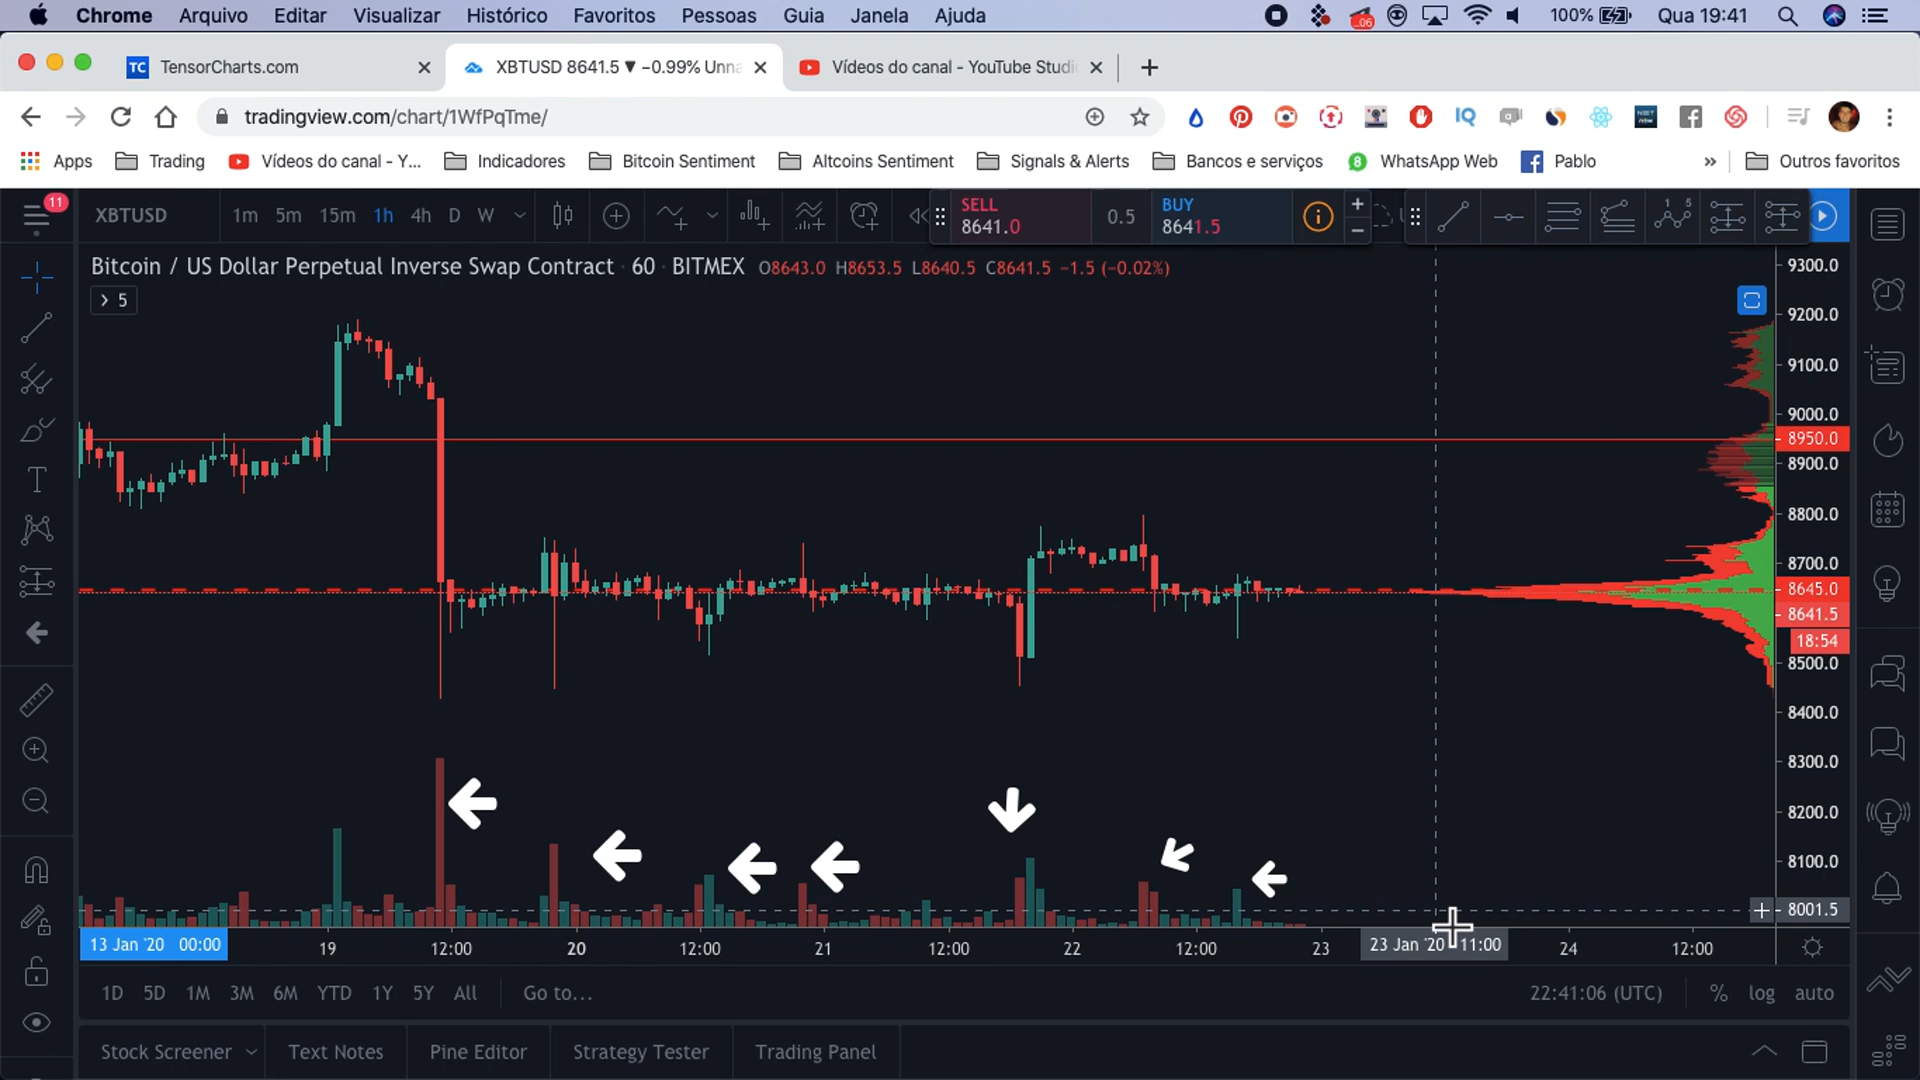 Chrome Arquivo Editar Visualizar Histórico Favoritos Pessoas Guia Janela Ajuda .06 100% Qua 19:41
TC TensorCharts.com XBTUSD 8641.5 ▼ −0.99% Unna Vídeos do canal - YouTube Studi
tradingview.com/chart/1WfPqTme/ IQ
Apps Trading Vídeos do canal - Y... Indicadores Bitcoin Sentiment Altcoins Sentiment Signals & Alerts Bancos e serviços 8 WhatsApp Web Pablo » Outros favoritos
11 XBTUSD 1m 5m 15m 1h 4h D W SELL 8641.0 0.5 BUY 8641.5
Bitcoin / US Dollar Perpetual Inverse Swap Contract · 60 · BITMEX O8643.0 H8653.5 L8640.5 C8641.5 −1.5 (−0.02%)
5
9300.0
9200.0
9100.0
9000.0
8950.0
8900.0
8800.0
8700.0
8645.0
8641.5
18:54
8500.0
8400.0
8300.0
8200.0
8100.0
8001.5
13 Jan '20 00:00 19 12:00 20 12:00 21 12:00 22 12:00 23 23 Jan '20 11:00 24 12:00
1D 5D 1M 3M 6M YTD 1Y 5Y All Go to... 22:41:06 (UTC) % log auto
Stock Screener Text Notes Pine Editor Strategy Tester Trading Panel